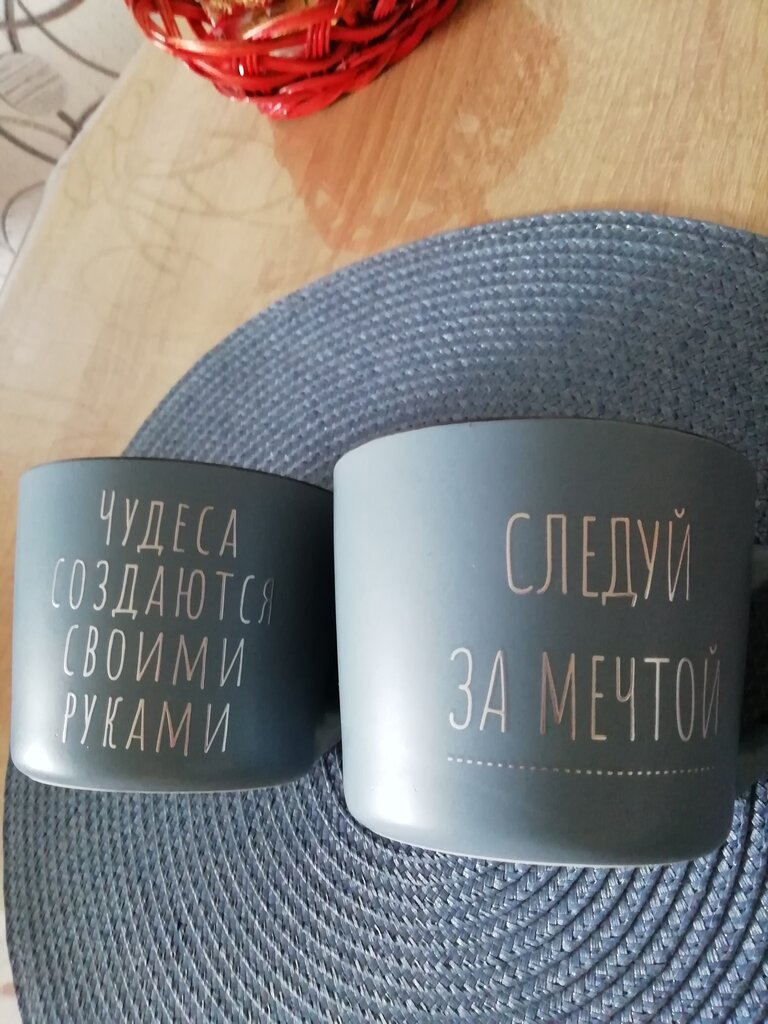 ЧУДЕСА
СОЗДАЮТСЯ
СВОИМИ
РУКАМИ
СЛЕДУЙ
ЗА МЕЧТОЙ